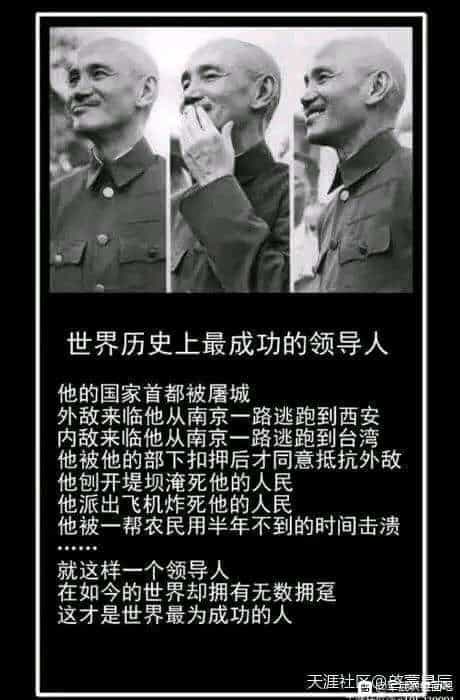 世界历史上最成功的领导人
他的国家首都被屠城
外敌来临他从南京一路逃跑到西安
内敌来临他从南京一路逃跑到台湾
他被他的部下扣押后才同意抵抗外敌
他刨开堤坝淹死他的人民
他派出飞机炸死他的人民
他被一帮农民用半年不到的时间击溃
······
就这样一个领导人
在如今的世界却拥有无数拥趸
这才是世界最为成功的人
天涯社区@启蒙星辰